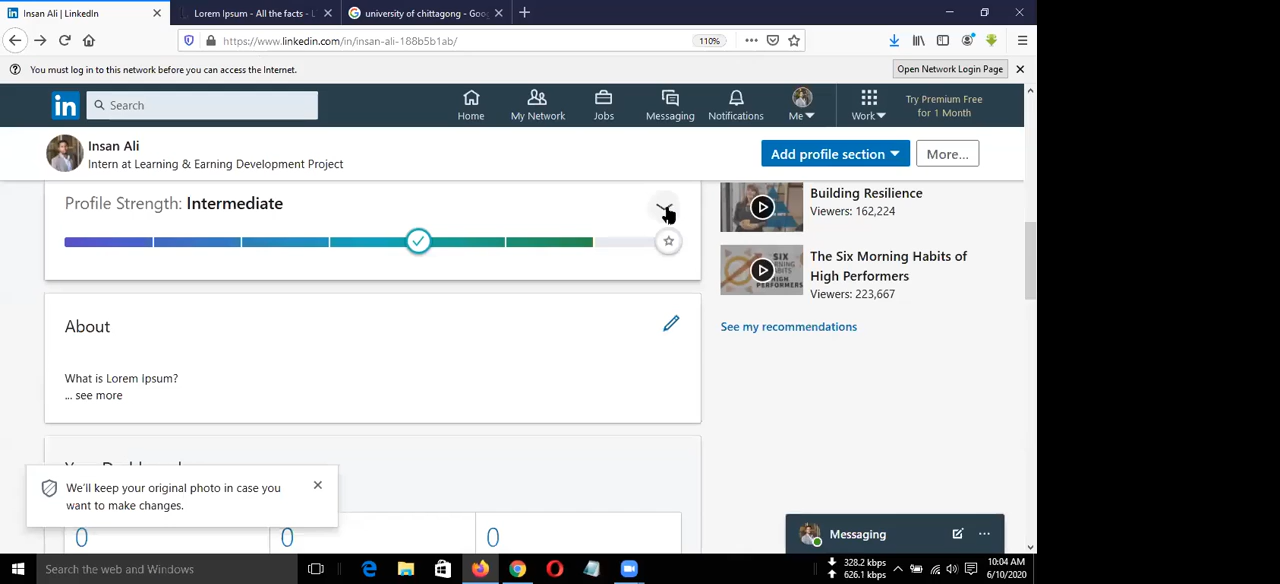 Insan Ali | LinkedIn
Lorem Ipsum - All the facts - L
university of chittagong - Goo
https://www.linkedin.com/in/insan-ali-188b5b1ab/
110%
You must log in to this network before you can access the Internet.
Open Network Login Page
in
Search
Home
My Network
Jobs
Messaging
Notifications
Me
Work
Try Premium Free
for 1 Month
Insan Ali
Intern at Learning & Earning Development Project
Add profile section
More...
Profile Strength: Intermediate
Building Resilience
Viewers: 162,224
SIX
MORNING
HABITS
HIGH
PERFORMERS
The Six Morning Habits of
High Performers
Viewers: 223,667
See my recommendations
About
What is Lorem Ipsum?
... see more
We'll keep your original photo in case you
want to make changes.
0
0
0
Messaging
Search the web and Windows
328.2 kbps
626.1 kbps
10:04 AM
6/10/2020